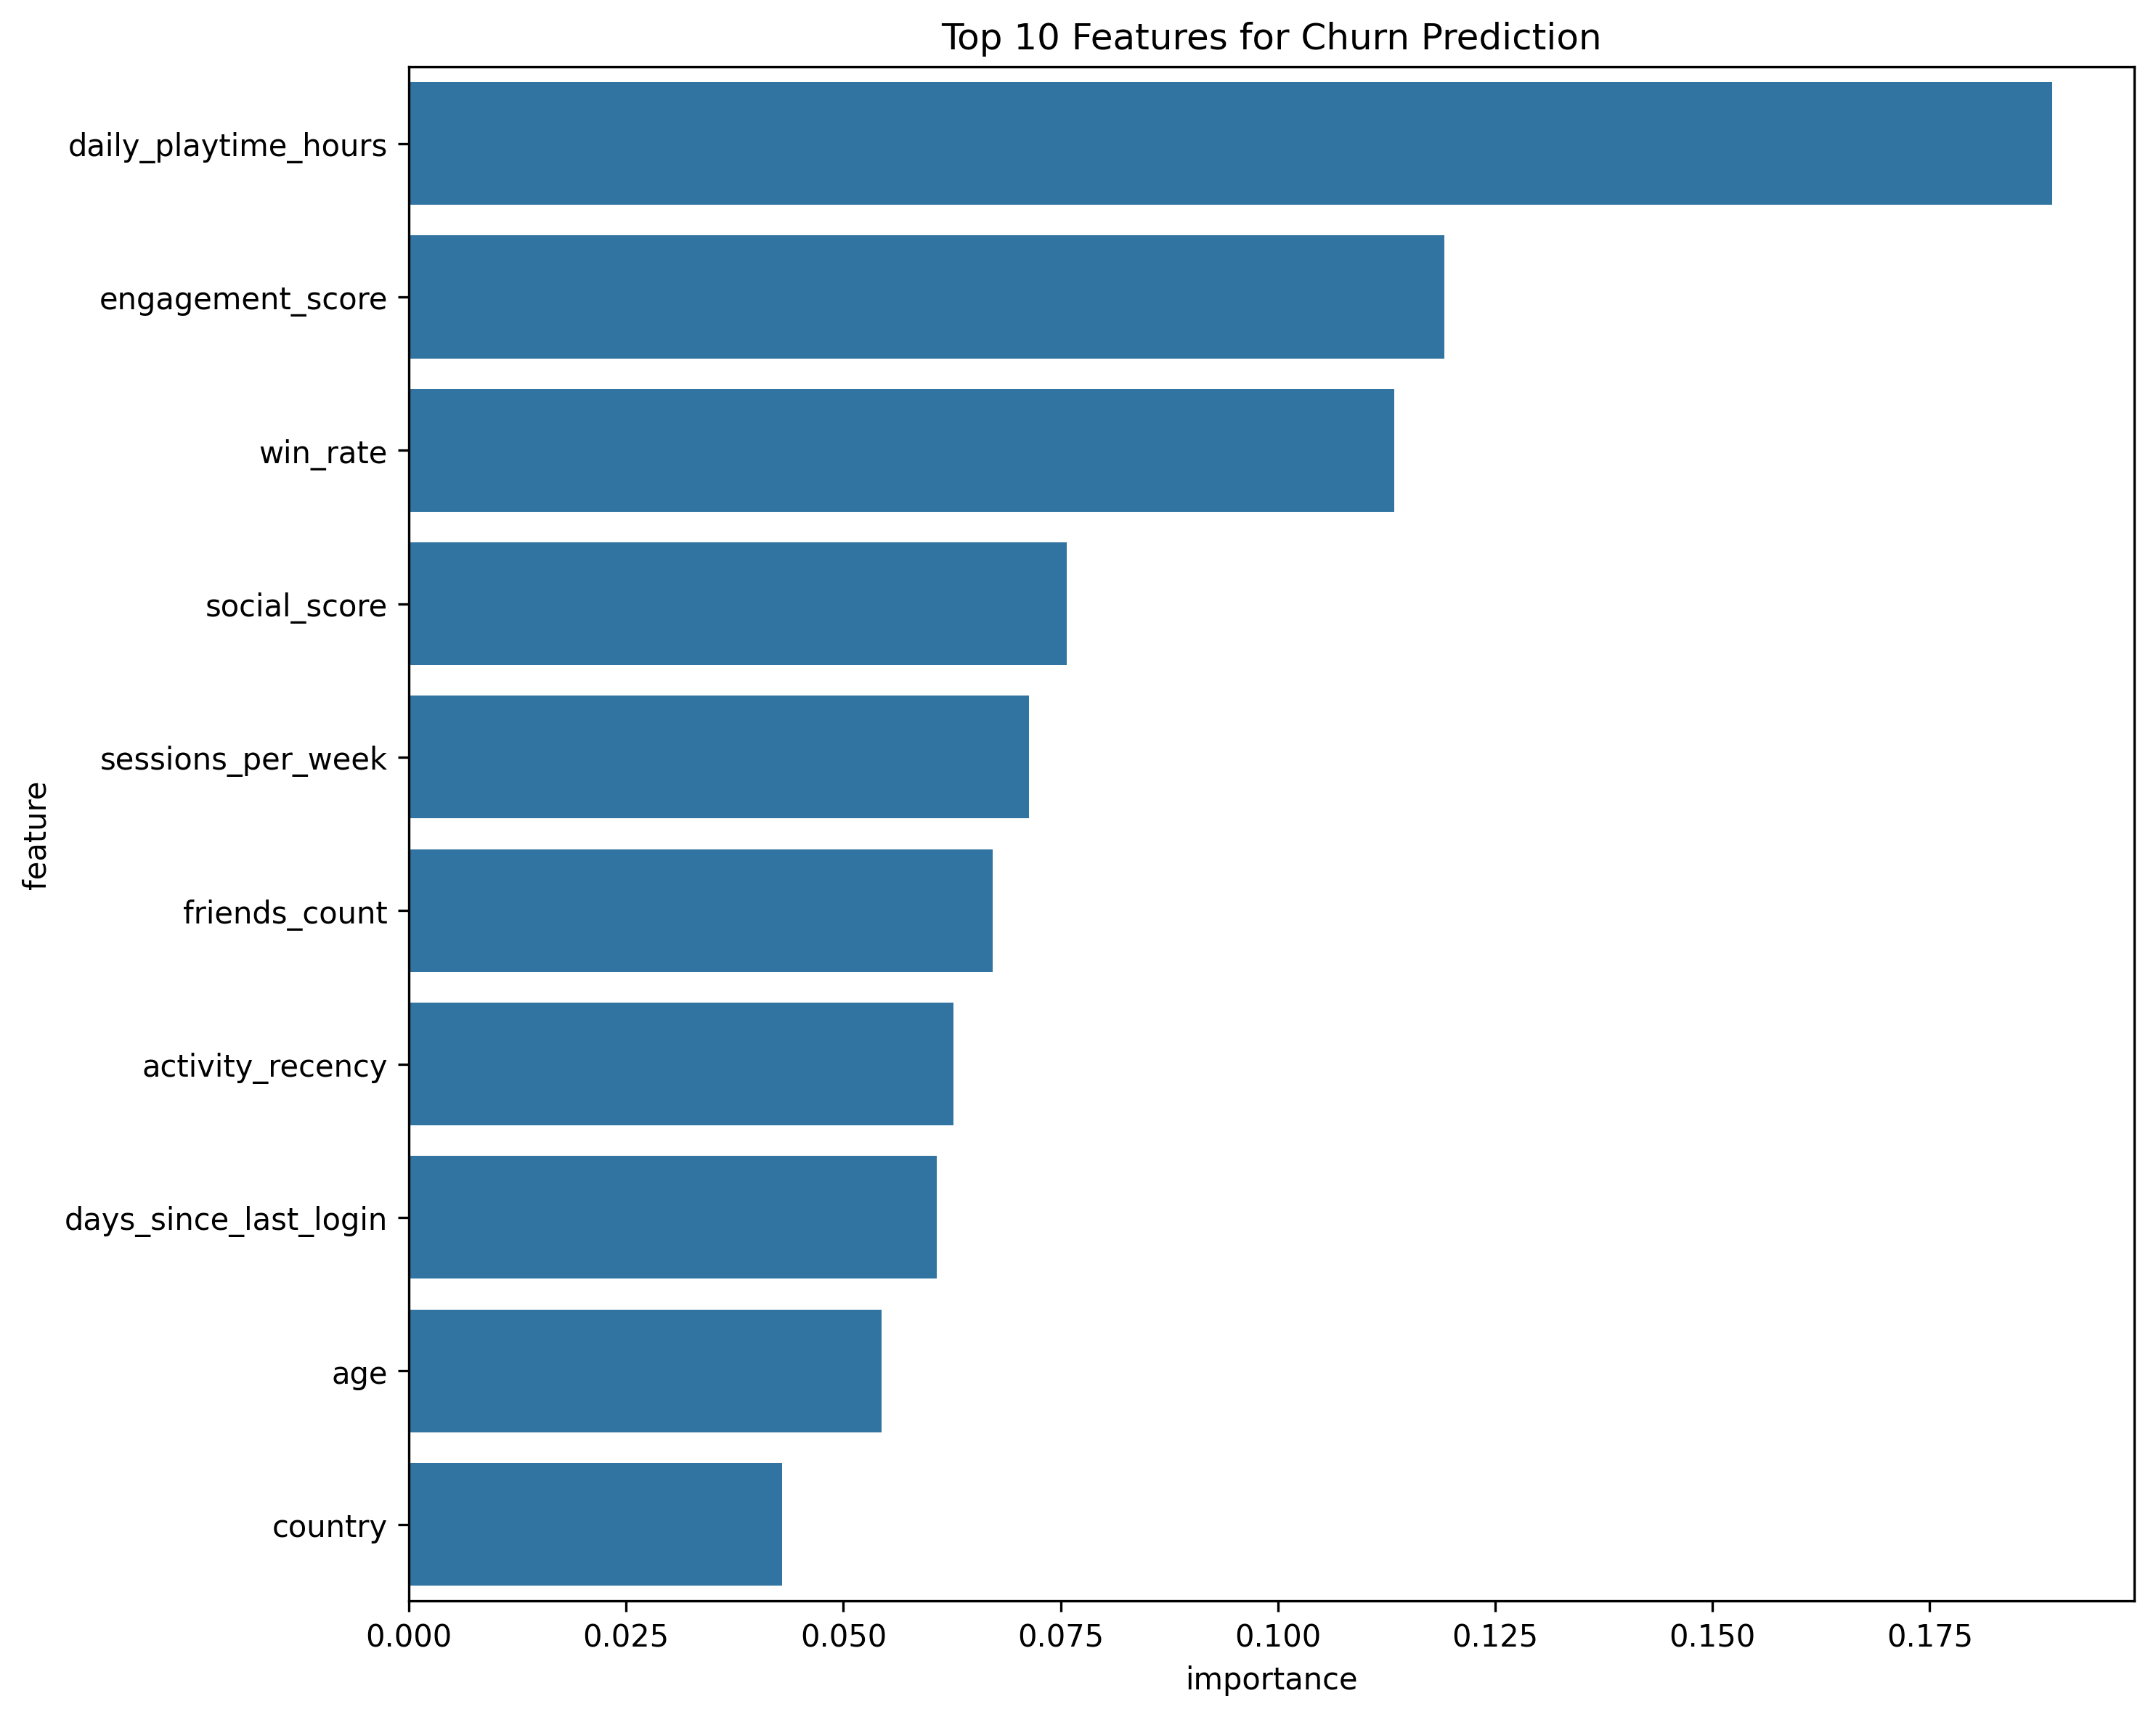 Top 10 Features for Churn Prediction
daily_playtime_hours
engagement_score
win_rate
social_score
sessions_per_week
friends_count
activity_recency
days_since_last_login
age
country
feature
0.000 0.025 0.050 0.075 0.100 0.125 0.150 0.175
importance